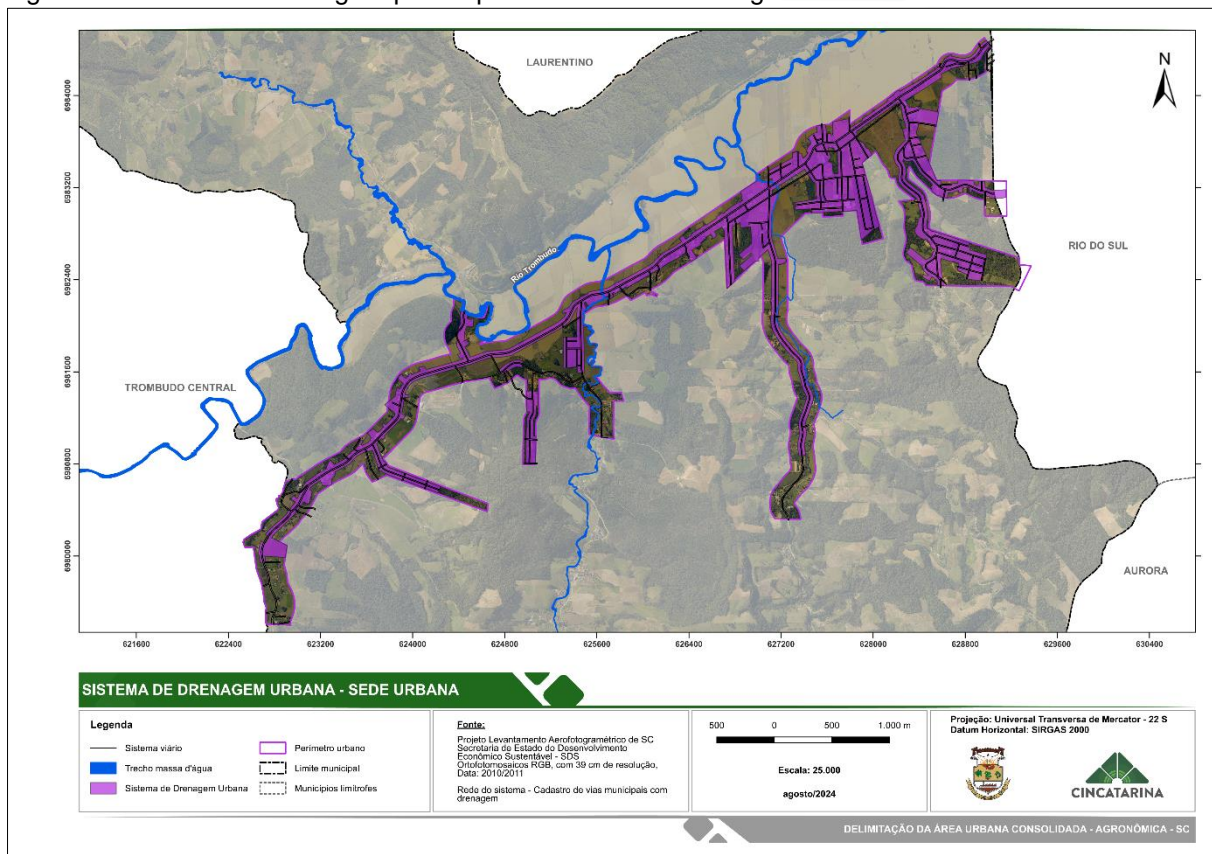 LAURENTINO
N
RIO DO SUL
Rio Trombudo
TROMBUDO CENTRAL
AURORA
6984000
6983200
6982400
6981600
6980800
6980000
621600
622400
623200
624000
624800
625600
626400
627200
628000
628800
629600
630400
SISTEMA DE DRENAGEM URBANA - SEDE URBANA
Legenda
Sistema viário
Trecho massa d'água
Sistema de Drenagem Urbana
Perímetro urbano
Limite municipal
Municípios limítrofes
Fonte:
Projeto Levantamento Aerofotogramétrico de SC
Secretaria de Estado do Desenvolvimento
Econômico Sustentável - SDS
Ortofotomosaicos RGB, com 39 cm de resolução,
Data: 2010/2011
Rede do sistema - Cadastro de vias municipais com
drenagem
500 0 500 1.000 m
Escala: 25.000
agosto/2024
Projeção: Universal Transversa de Mercator - 22 S
Datum Horizontal: SIRGAS 2000
CINCATARINA
DELIMITAÇÃO DA ÁREA URBANA CONSOLIDADA - AGRONÔMICA - SC